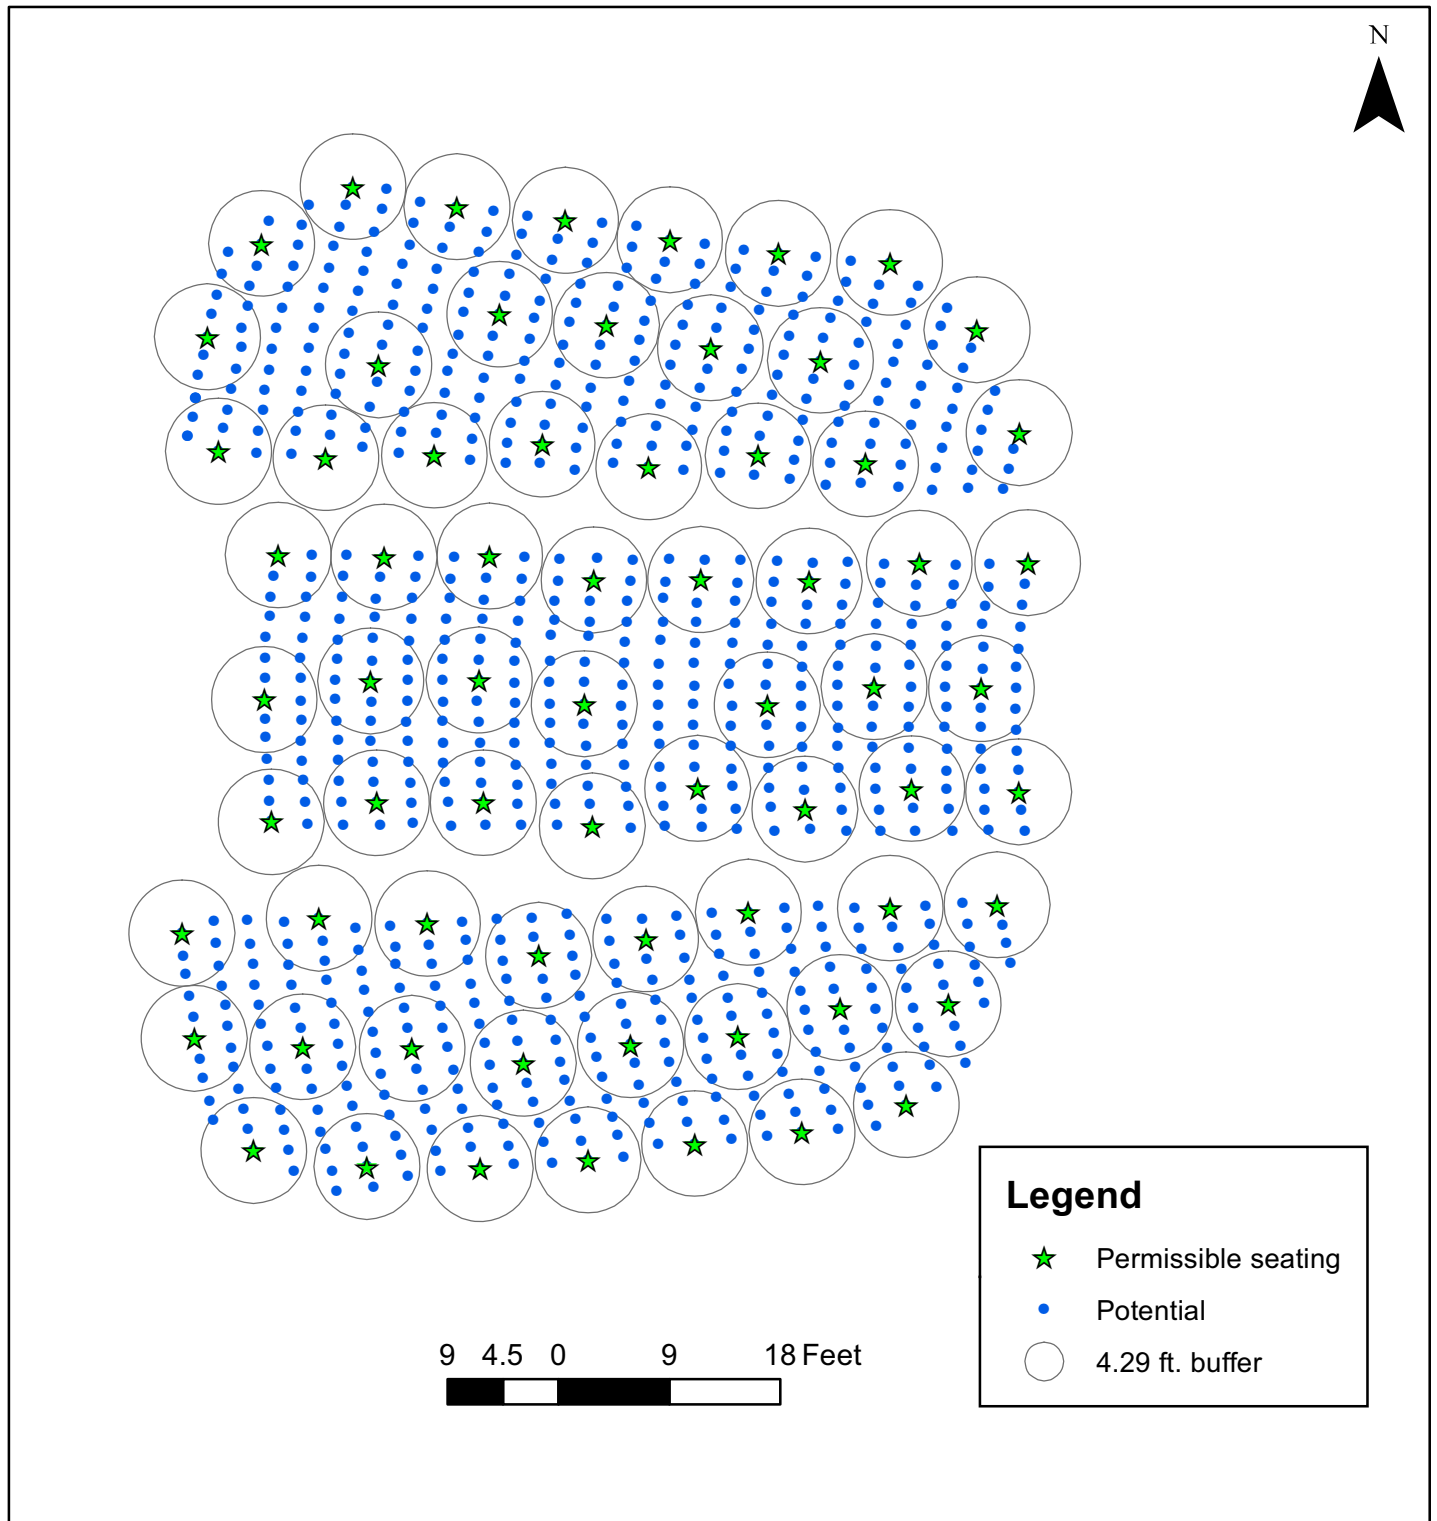 N
Legend
Permissible seating
Potential
4.29 ft. buffer
9 4.5 0 9 18 Feet